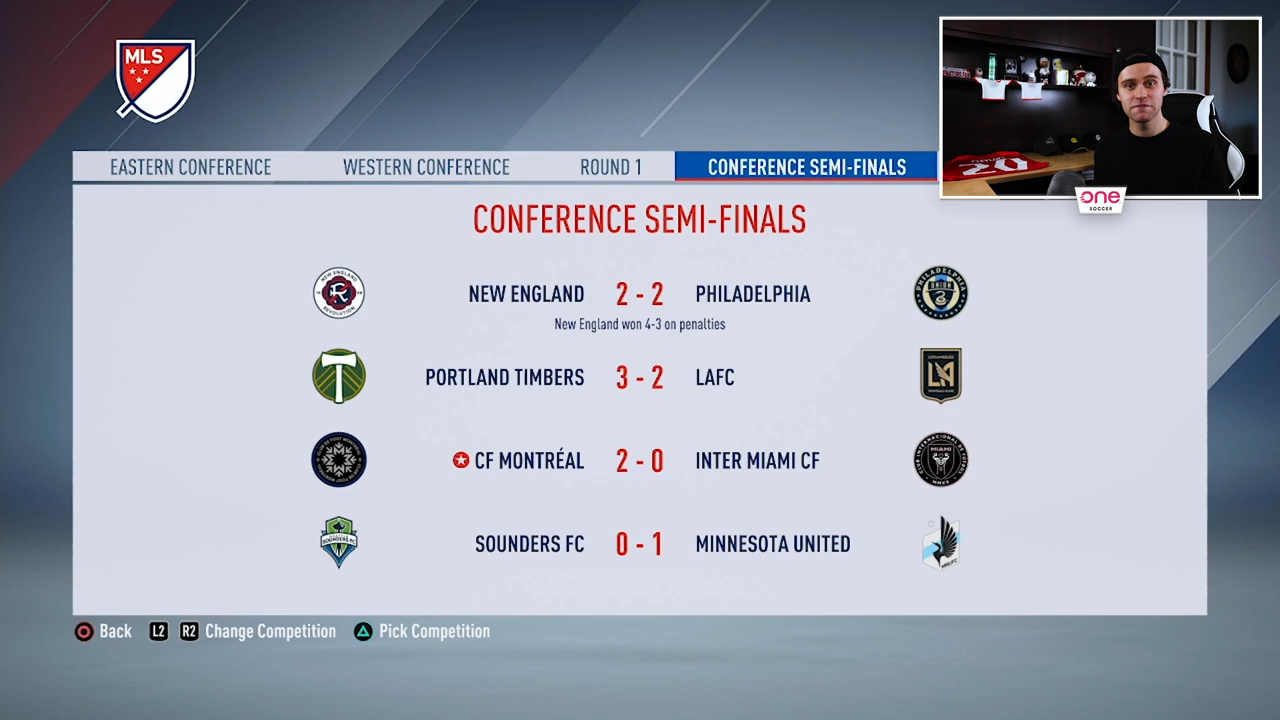 MLS
one
SOCCER
20
EASTERN CONFERENCE WESTERN CONFERENCE ROUND 1 CONFERENCE SEMI-FINALS
CONFERENCE SEMI-FINALS
NEW ENGLAND 2 - 2 PHILADELPHIA
New England won 4-3 on penalties
PORTLAND TIMBERS 3 - 2 LAFC
CF MONTRÉAL 2 - 0 INTER MIAMI CF
SOUNDERS FC 0 - 1 MINNESOTA UNITED
Back L2 R2 Change Competition Pick Competition